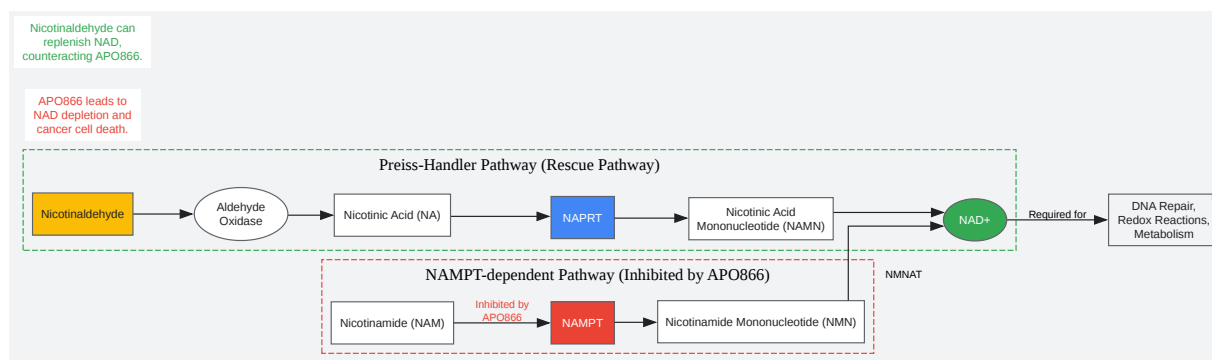 Nicotinaldehyde can
replenish NAD,
counteracting APO866.
APO866 leads to
NAD depletion and
cancer cell death.
Preiss-Handler Pathway (Rescue Pathway)
Nicotinaldehyde
Aldehyde
Oxidase
Nicotinic Acid (NA)
NAPRT
Nicotinic Acid
Mononucleotide (NAMN)
NAD+
Required for
DNA Repair,
Redox Reactions,
Metabolism
NAMPT-dependent Pathway (Inhibited by APO866)
NMNAT
Nicotinamide (NAM)
Inhibited by
APO866
NAMPT
Nicotinamide Mononucleotide (NMN)